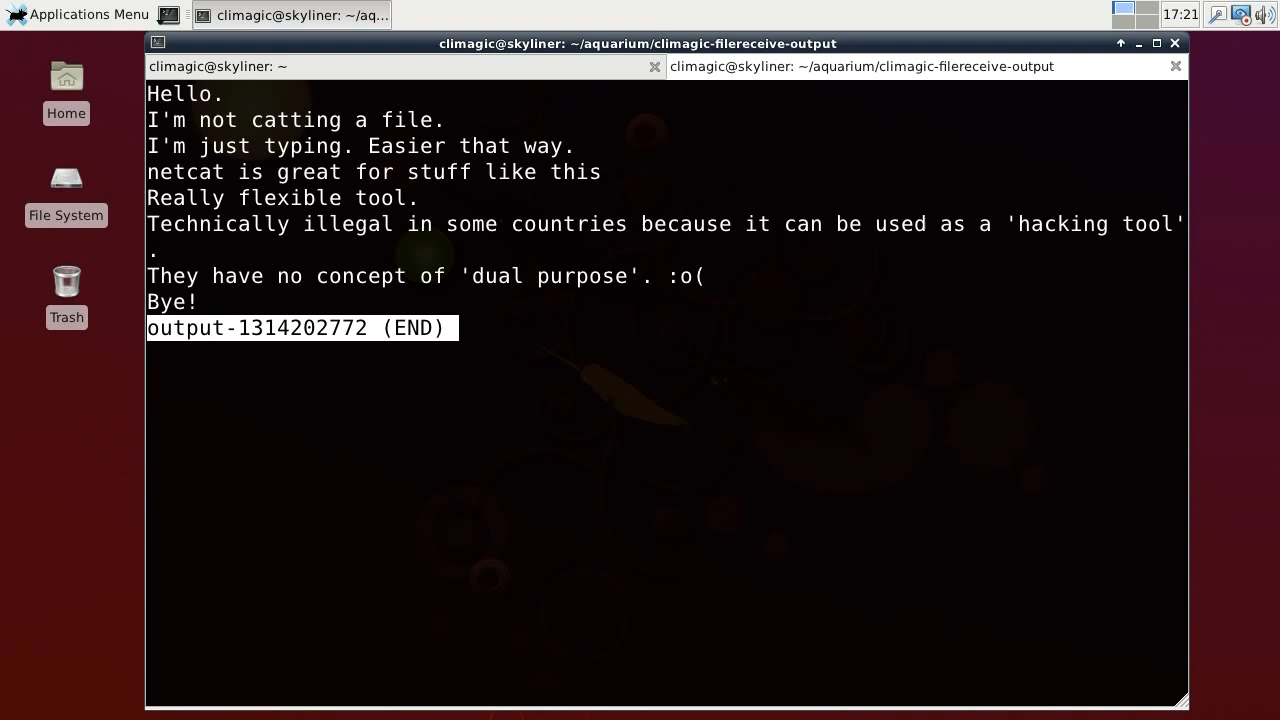 Applications Menu
climagic@skyliner: ~/aq...
17:21
climagic@skyliner: ~/aquarium/climagic-filereceive-output
climagic@skyliner: ~
climagic@skyliner: ~/aquarium/climagic-filereceive-output
Home
File System
Trash
Hello.
I'm not catting a file.
I'm just typing. Easier that way.
netcat is great for stuff like this
Really flexible tool.
Technically illegal in some countries because it can be used as a 'hacking tool'
.
They have no concept of 'dual purpose'. :o(
Bye!
output-1314202772 (END)